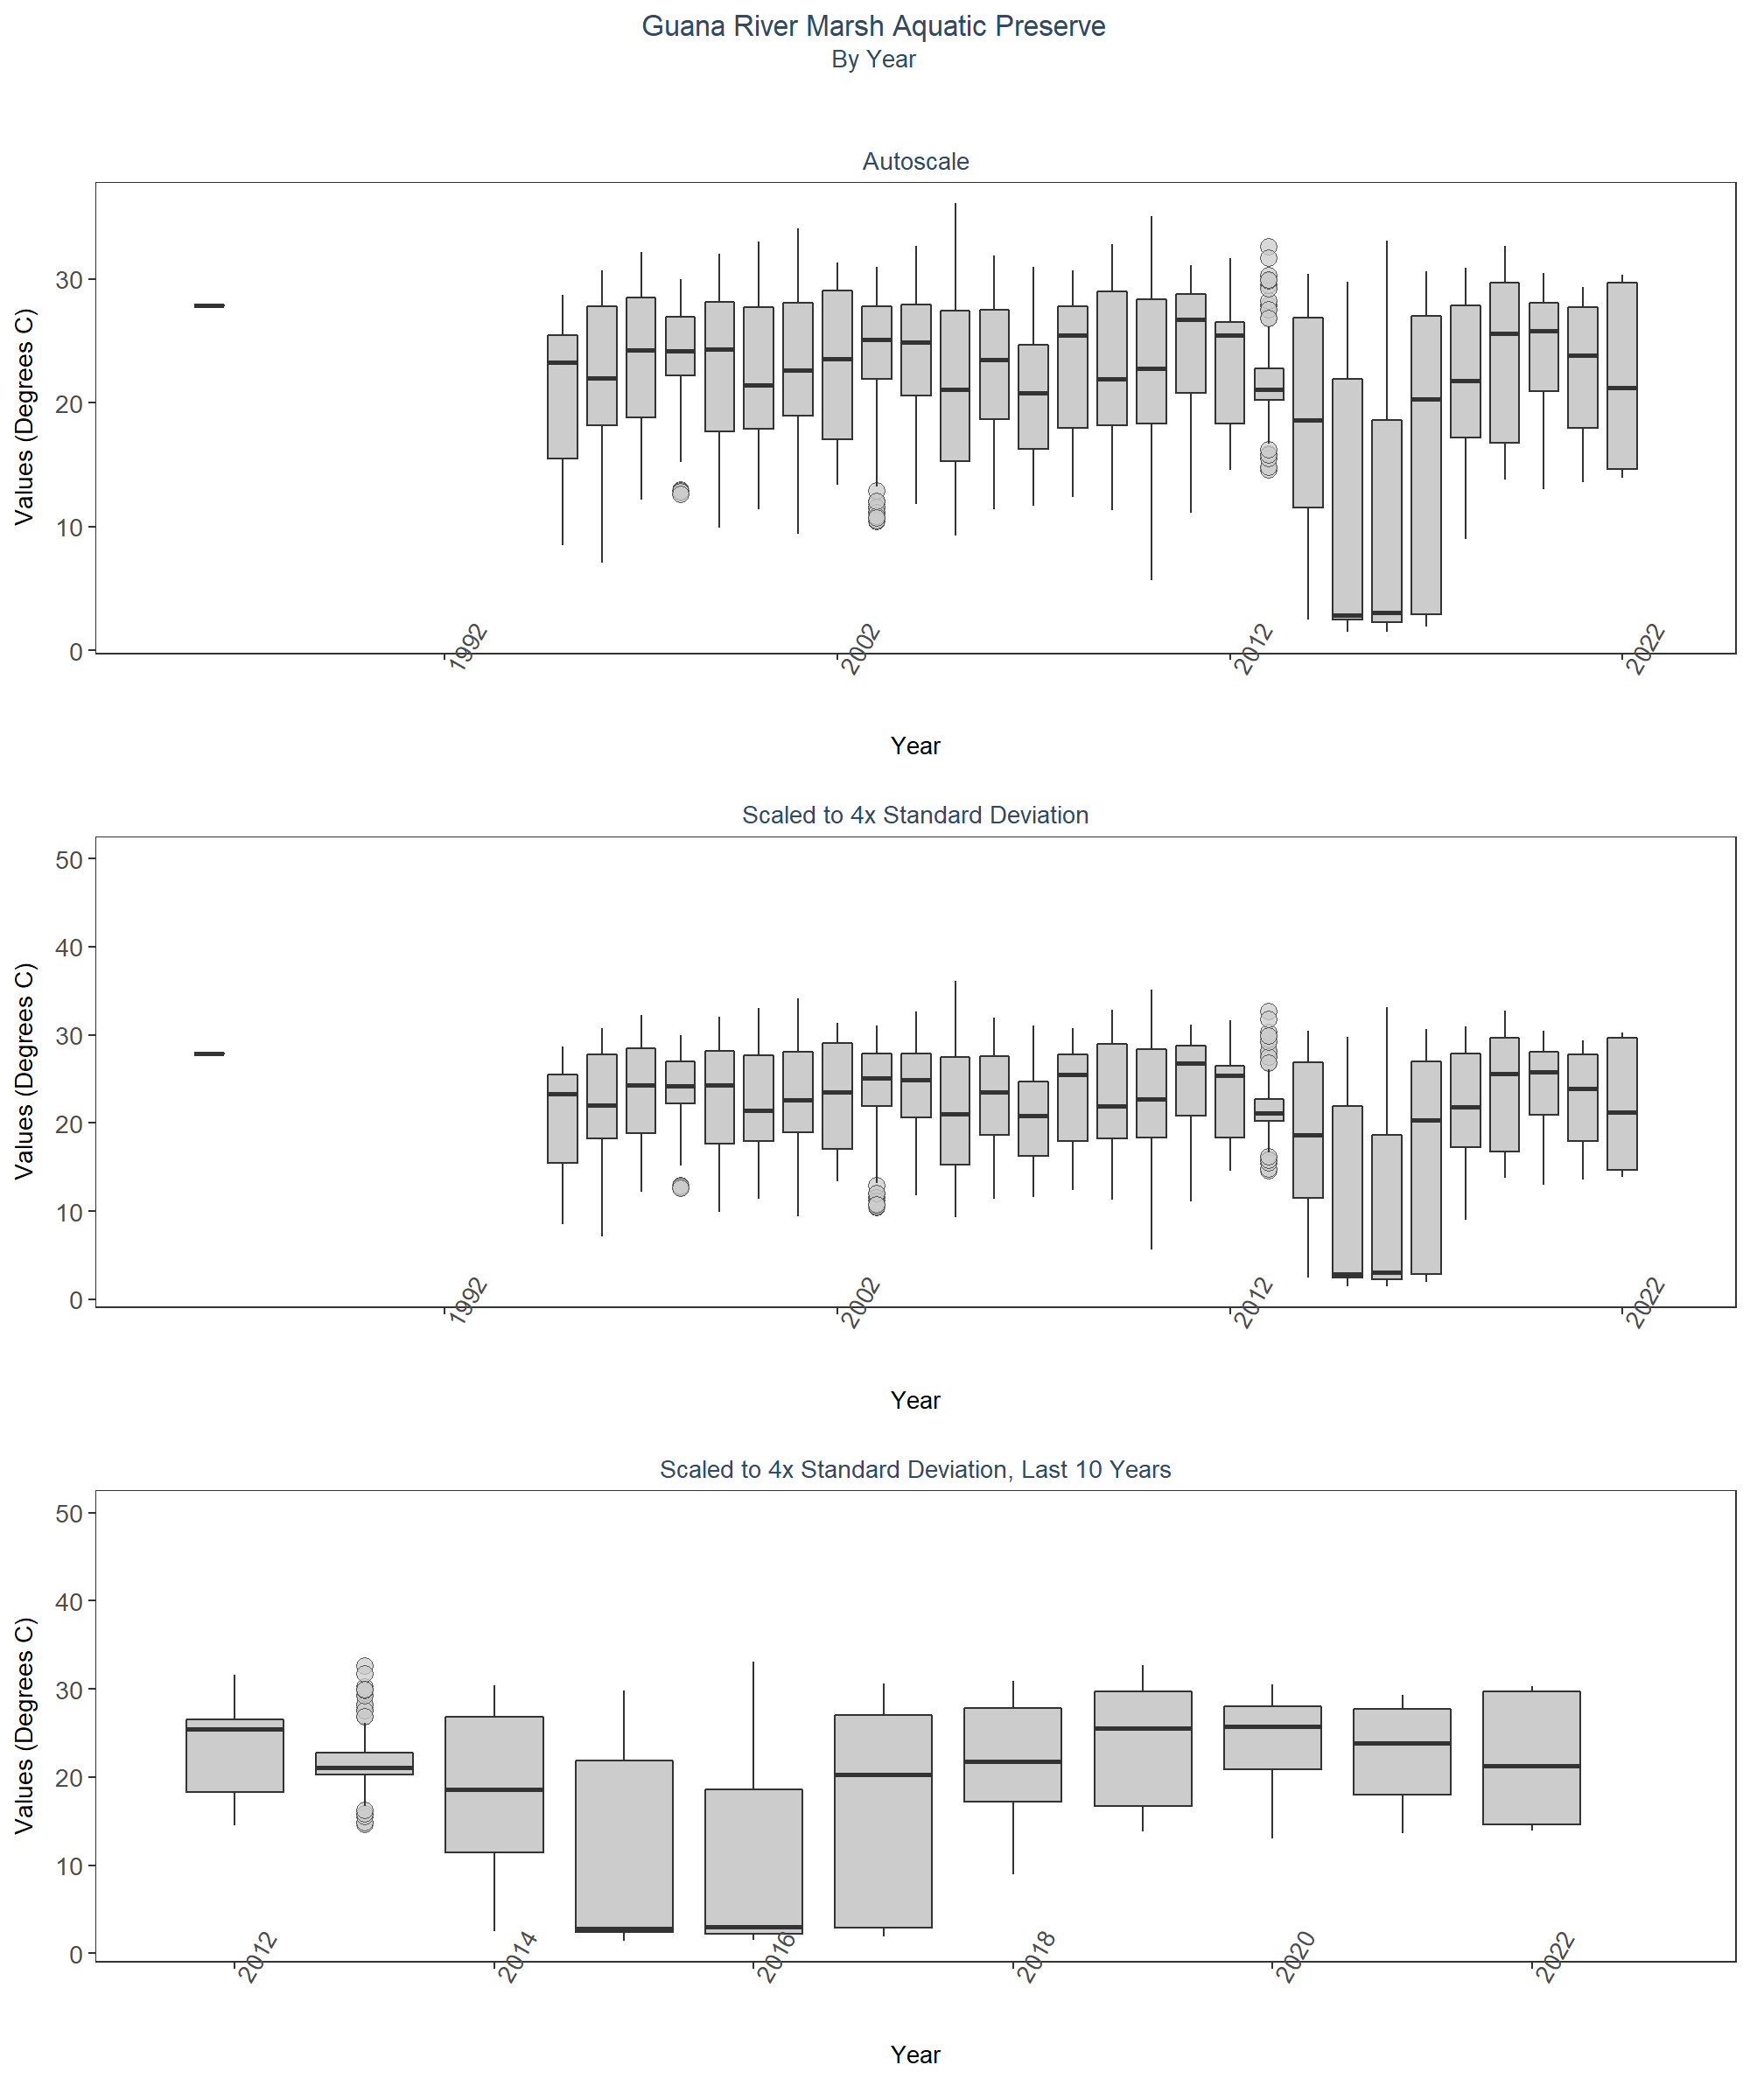 Guana River Marsh Aquatic Preserve
By Year
Autoscale
Values (Degrees C)
30
20
10
0
1992
2002
2012
2022
Year
Scaled to 4x Standard Deviation
Values (Degrees C)
50
40
30
20
10
0
1992
2002
2012
2022
Year
Scaled to 4x Standard Deviation, Last 10 Years
Values (Degrees C)
50
40
30
20
10
0
2012
2014
2016
2018
2020
2022
Year